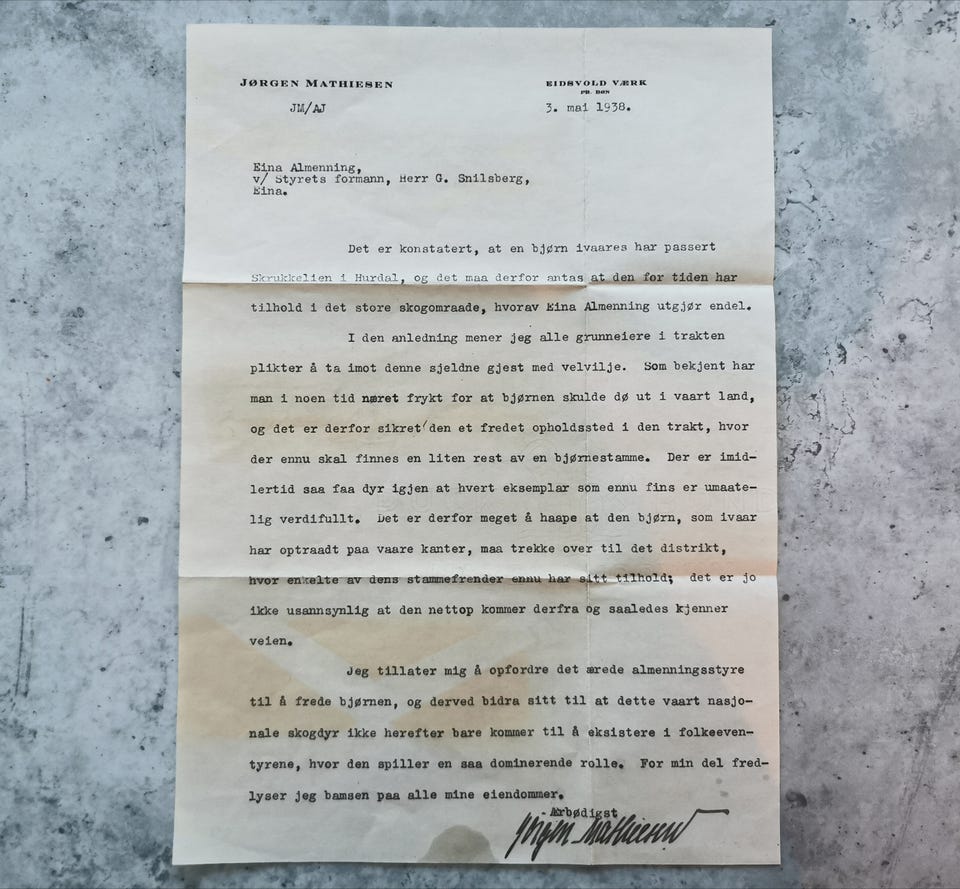 JØRGEN MATHIESEN
EIDSVOLD VÆRK
PR. BØN
JM/AJ
3. mai 1938.
Eina Almenning,
v/ Styrets formann, Herr G. Snilsberg,
Eina.
Det er konstatert, at en bjørn ivaares har passert
Skrukkelien i Hurdal, og det maa derfor antas at den for tiden har
tilhold i det store skogomraade, hvorav Eina Almenning utgjør endel.
I den anledning mener jeg alle grunneiere i trakten
plikter å ta imot denne sjeldne gjest med velvilje. Som bekjent har
man i noen tid næret frykt for at bjørnen skulde dø ut i vaart land,
og det er derfor sikret den et fredet opholdssted i den trakt, hvor
der ennu skal finnes en liten rest av en bjørnestamme. Der er imid-
lertid saa faa dyr igjen at hvert eksemplar som ennu fins er umaate-
lig verdifullt. Det er derfor meget å haape at den bjørn, som ivaar
har optraadt paa vaare kanter, maa trekke over til det distrikt,
hvor enkelte av dens stammefrender ennu har sitt tilhold; det er jo
ikke usannsynlig at den nettop kommer derfra og saaledes kjenner
veien.
Jeg tillater mig å opfordre det ærede almenningsstyre
til å frede bjørnen, og derved bidra sitt til at dette vaart nasjo-
nale skogdyr ikke herefter bare kommer til å eksistere i folkeeven-
tyrene, hvor den spiller en saa dominerende rolle. For min del fred-
lyser jeg bamsen paa alle mine eiendommer.
Ærbødigst
Jørgen Mathiesen